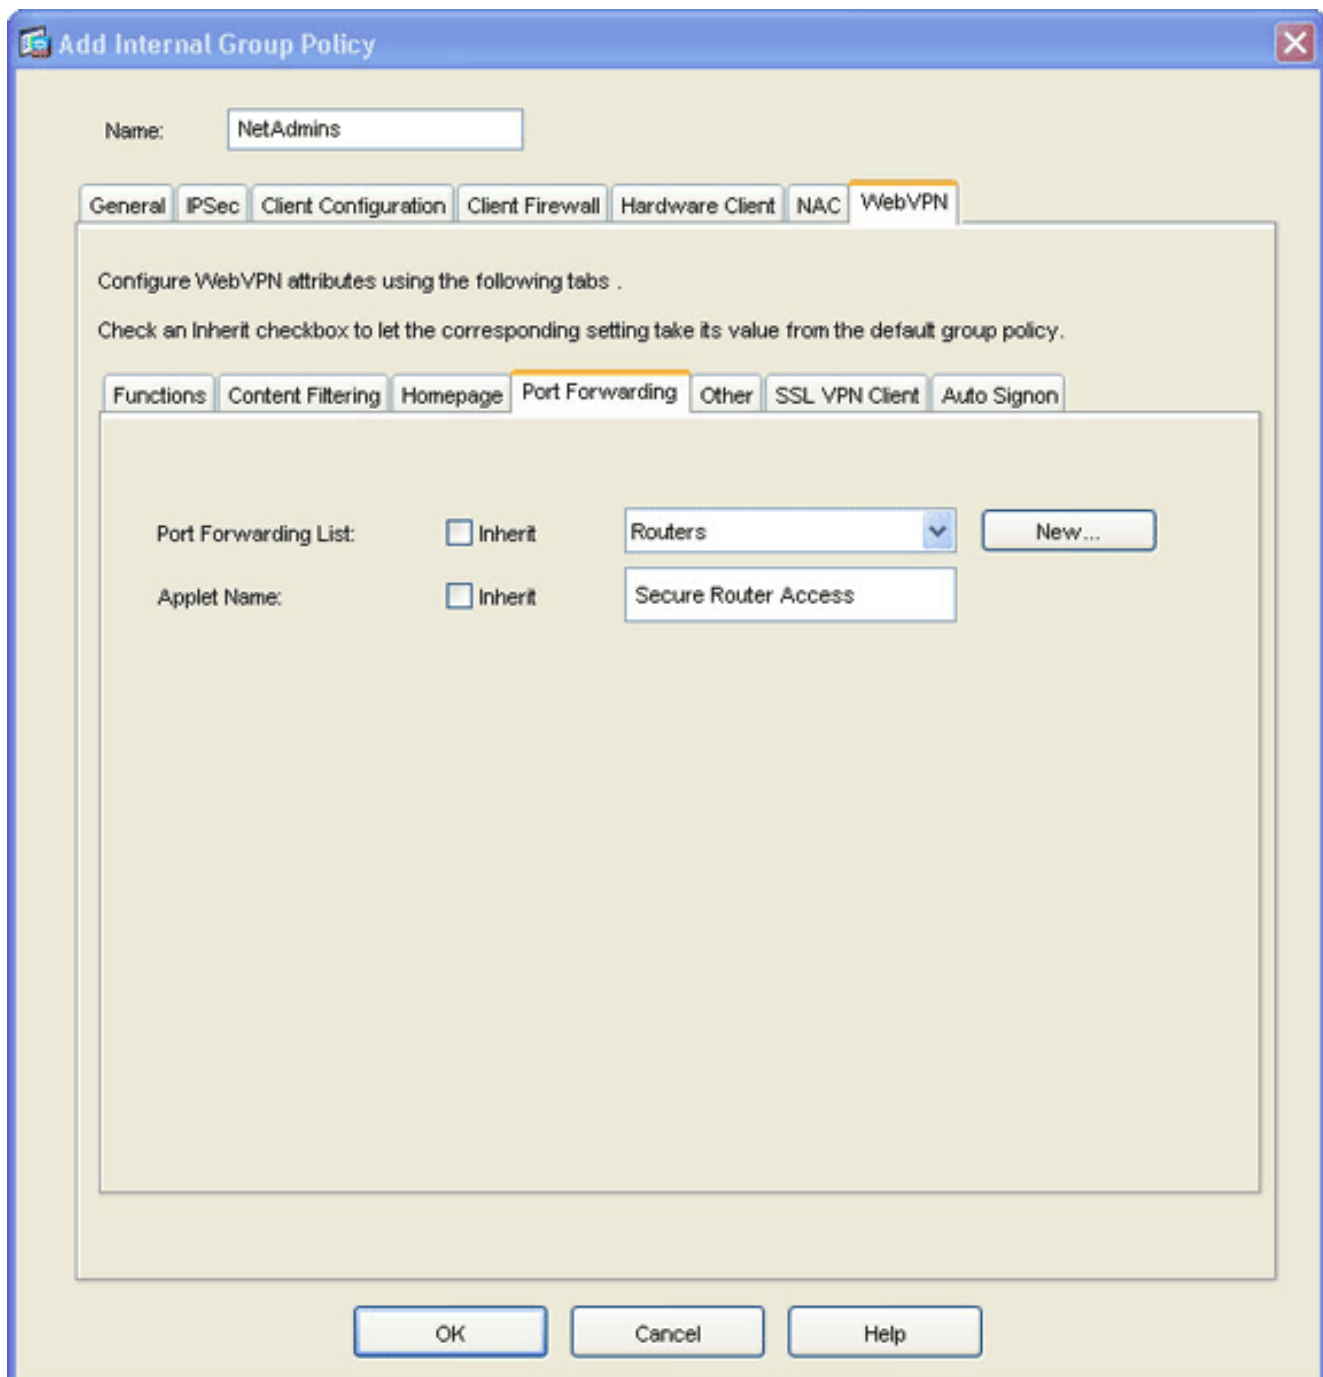 Add Internal Group Policy
Name: NetAdmins
General IPSec Client Configuration Client Firewall Hardware Client NAC WebVPN
Configure WebVPN attributes using the following tabs .
Check an Inherit checkbox to let the corresponding setting take its value from the default group policy.
Functions Content Filtering Homepage Port Forwarding Other SSL VPN Client Auto Signon
Port Forwarding List: Inherit Routers New...
Applet Name: Inherit Secure Router Access
OK Cancel Help